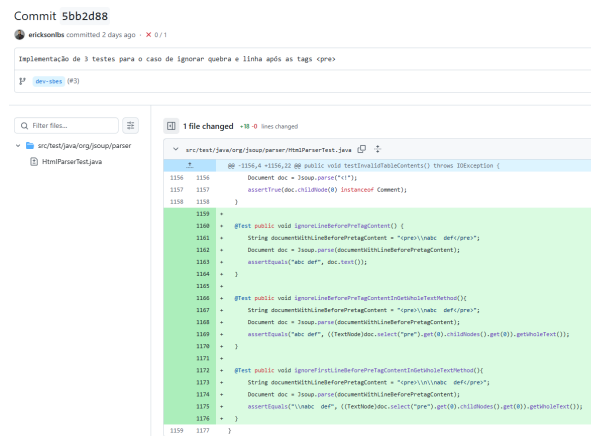 Commit 5bb2d88
ericksonlbs committed 2 days ago · 0 / 1
Implementação de 3 testes para o caso de ignorar quebra e linha após as tags <pre>
dev-sbes (#3)
Filter files...
src/test/java/org/jsoup/parser
HtmlParserTest.java
1 file changed +18 -0 lines changed
src/test/java/org/jsoup/parser/HtmlParserTest.java
@@ -1156,4 +1156,22 @@ public void testInvalidTableContents() throws IOException {
1156 1156 Document doc = Jsoup.parse("<!");
1157 1157 assertTrue(doc.childNode(0) instanceof Comment);
1158 1158 }
1159 +
1160 + @Test public void ignoreLineBeforePreTagContent() {
1161 + String documentWithLineBeforePretagContent = "<pre>\\nabc  def</pre>";
1162 + Document doc = Jsoup.parse(documentWithLineBeforePretagContent);
1163 + assertEquals("abc def", doc.text());
1164 + }
1165 +
1166 + @Test public void ignoreLineBeforePreTagContentInGetWholeTextMethod(){
1167 + String documentWithLineBeforePretagContent = "<pre>\\nabc  def</pre>";
1168 + Document doc = Jsoup.parse(documentWithLineBeforePretagContent);
1169 + assertEquals("abc  def", ((TextNode)doc.select("pre").get(0).childNodes().get(0)).getWholeText());
1170 + }
1171 +
1172 + @Test public void ignoreFirstLineBeforePreTagContentInGetWholeTextMethod(){
1173 + String documentWithLineBeforePretagContent = "<pre>\\n\\nabc  def</pre>";
1174 + Document doc = Jsoup.parse(documentWithLineBeforePretagContent);
1175 + assertEquals("\\nabc  def", ((TextNode)doc.select("pre").get(0).childNodes().get(0)).getWholeText());
1176 + }
1159 1177 }